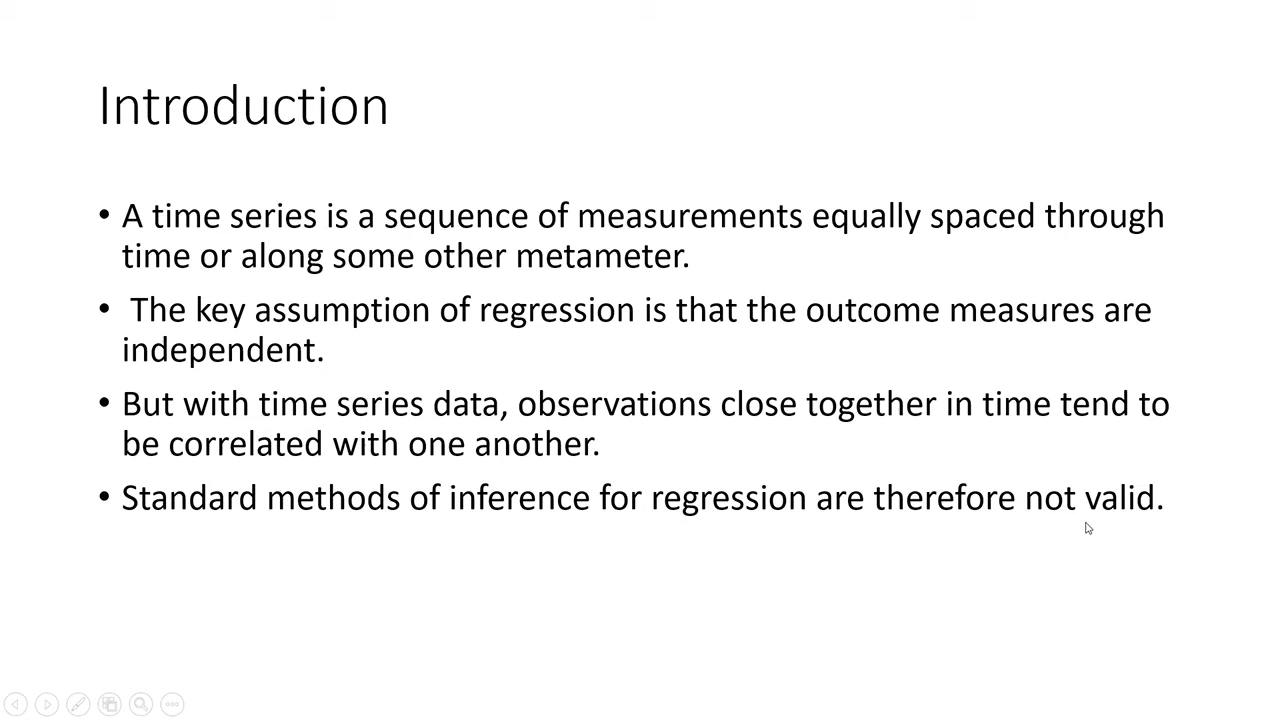 Introduction
• A time series is a sequence of measurements equally spaced through
time or along some other metameter.
• The key assumption of regression is that the outcome measures are
independent.
• But with time series data, observations close together in time tend to
be correlated with one another.
• Standard methods of inference for regression are therefore not valid.